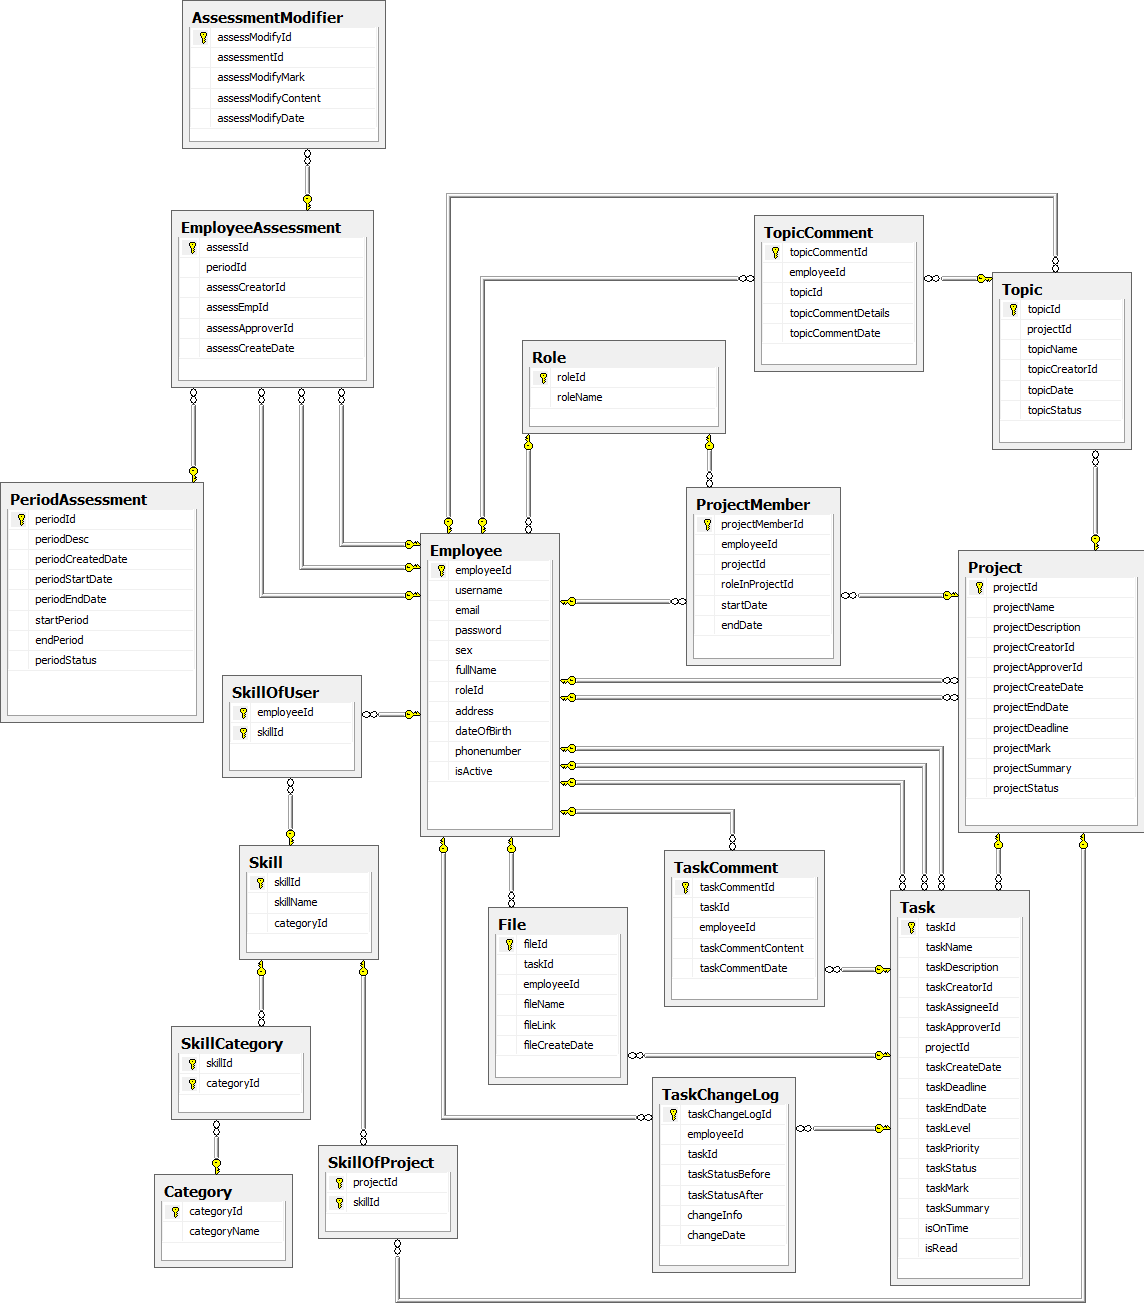 AssessmentModifier
assessModifyId
assessmentId
assessModifyMark
assessModifyContent
assessModifyDate
EmployeeAssessment
assessId
periodId
assessCreatorId
assessEmpId
assessApproverId
assessCreateDate
TopicComment
topicCommentId
employeeId
topicId
topicCommentDetails
topicCommentDate
Topic
topicId
projectId
topicName
topicCreatorId
topicDate
topicStatus
Role
roleId
roleName
PeriodAssessment
periodId
periodDesc
periodCreatedDate
periodStartDate
periodEndDate
startPeriod
endPeriod
periodStatus
Employee
employeeId
username
email
password
sex
fullName
roleId
address
dateOfBirth
phonenumber
isActive
ProjectMember
projectMemberId
employeeId
projectId
roleInProjectId
startDate
endDate
Project
projectId
projectName
projectDescription
projectCreatorId
projectApproverId
projectCreateDate
projectEndDate
projectDeadline
projectMark
projectSummary
projectStatus
SkillOfUser
employeeId
skillId
Skill
skillId
skillName
categoryId
File
fileId
taskId
employeeId
fileName
fileLink
fileCreateDate
TaskComment
taskCommentId
taskId
employeeId
taskCommentContent
taskCommentDate
Task
taskId
taskName
taskDescription
taskCreatorId
taskAssigneeId
taskApproverId
projectId
taskCreateDate
taskDeadline
taskEndDate
taskLevel
taskPriority
taskStatus
taskMark
taskSummary
isOnTime
isRead
SkillCategory
skillId
categoryId
TaskChangeLog
taskChangeLogId
employeeId
taskId
taskStatusBefore
taskStatusAfter
changeInfo
changeDate
SkillOfProject
projectId
skillId
Category
categoryId
categoryName